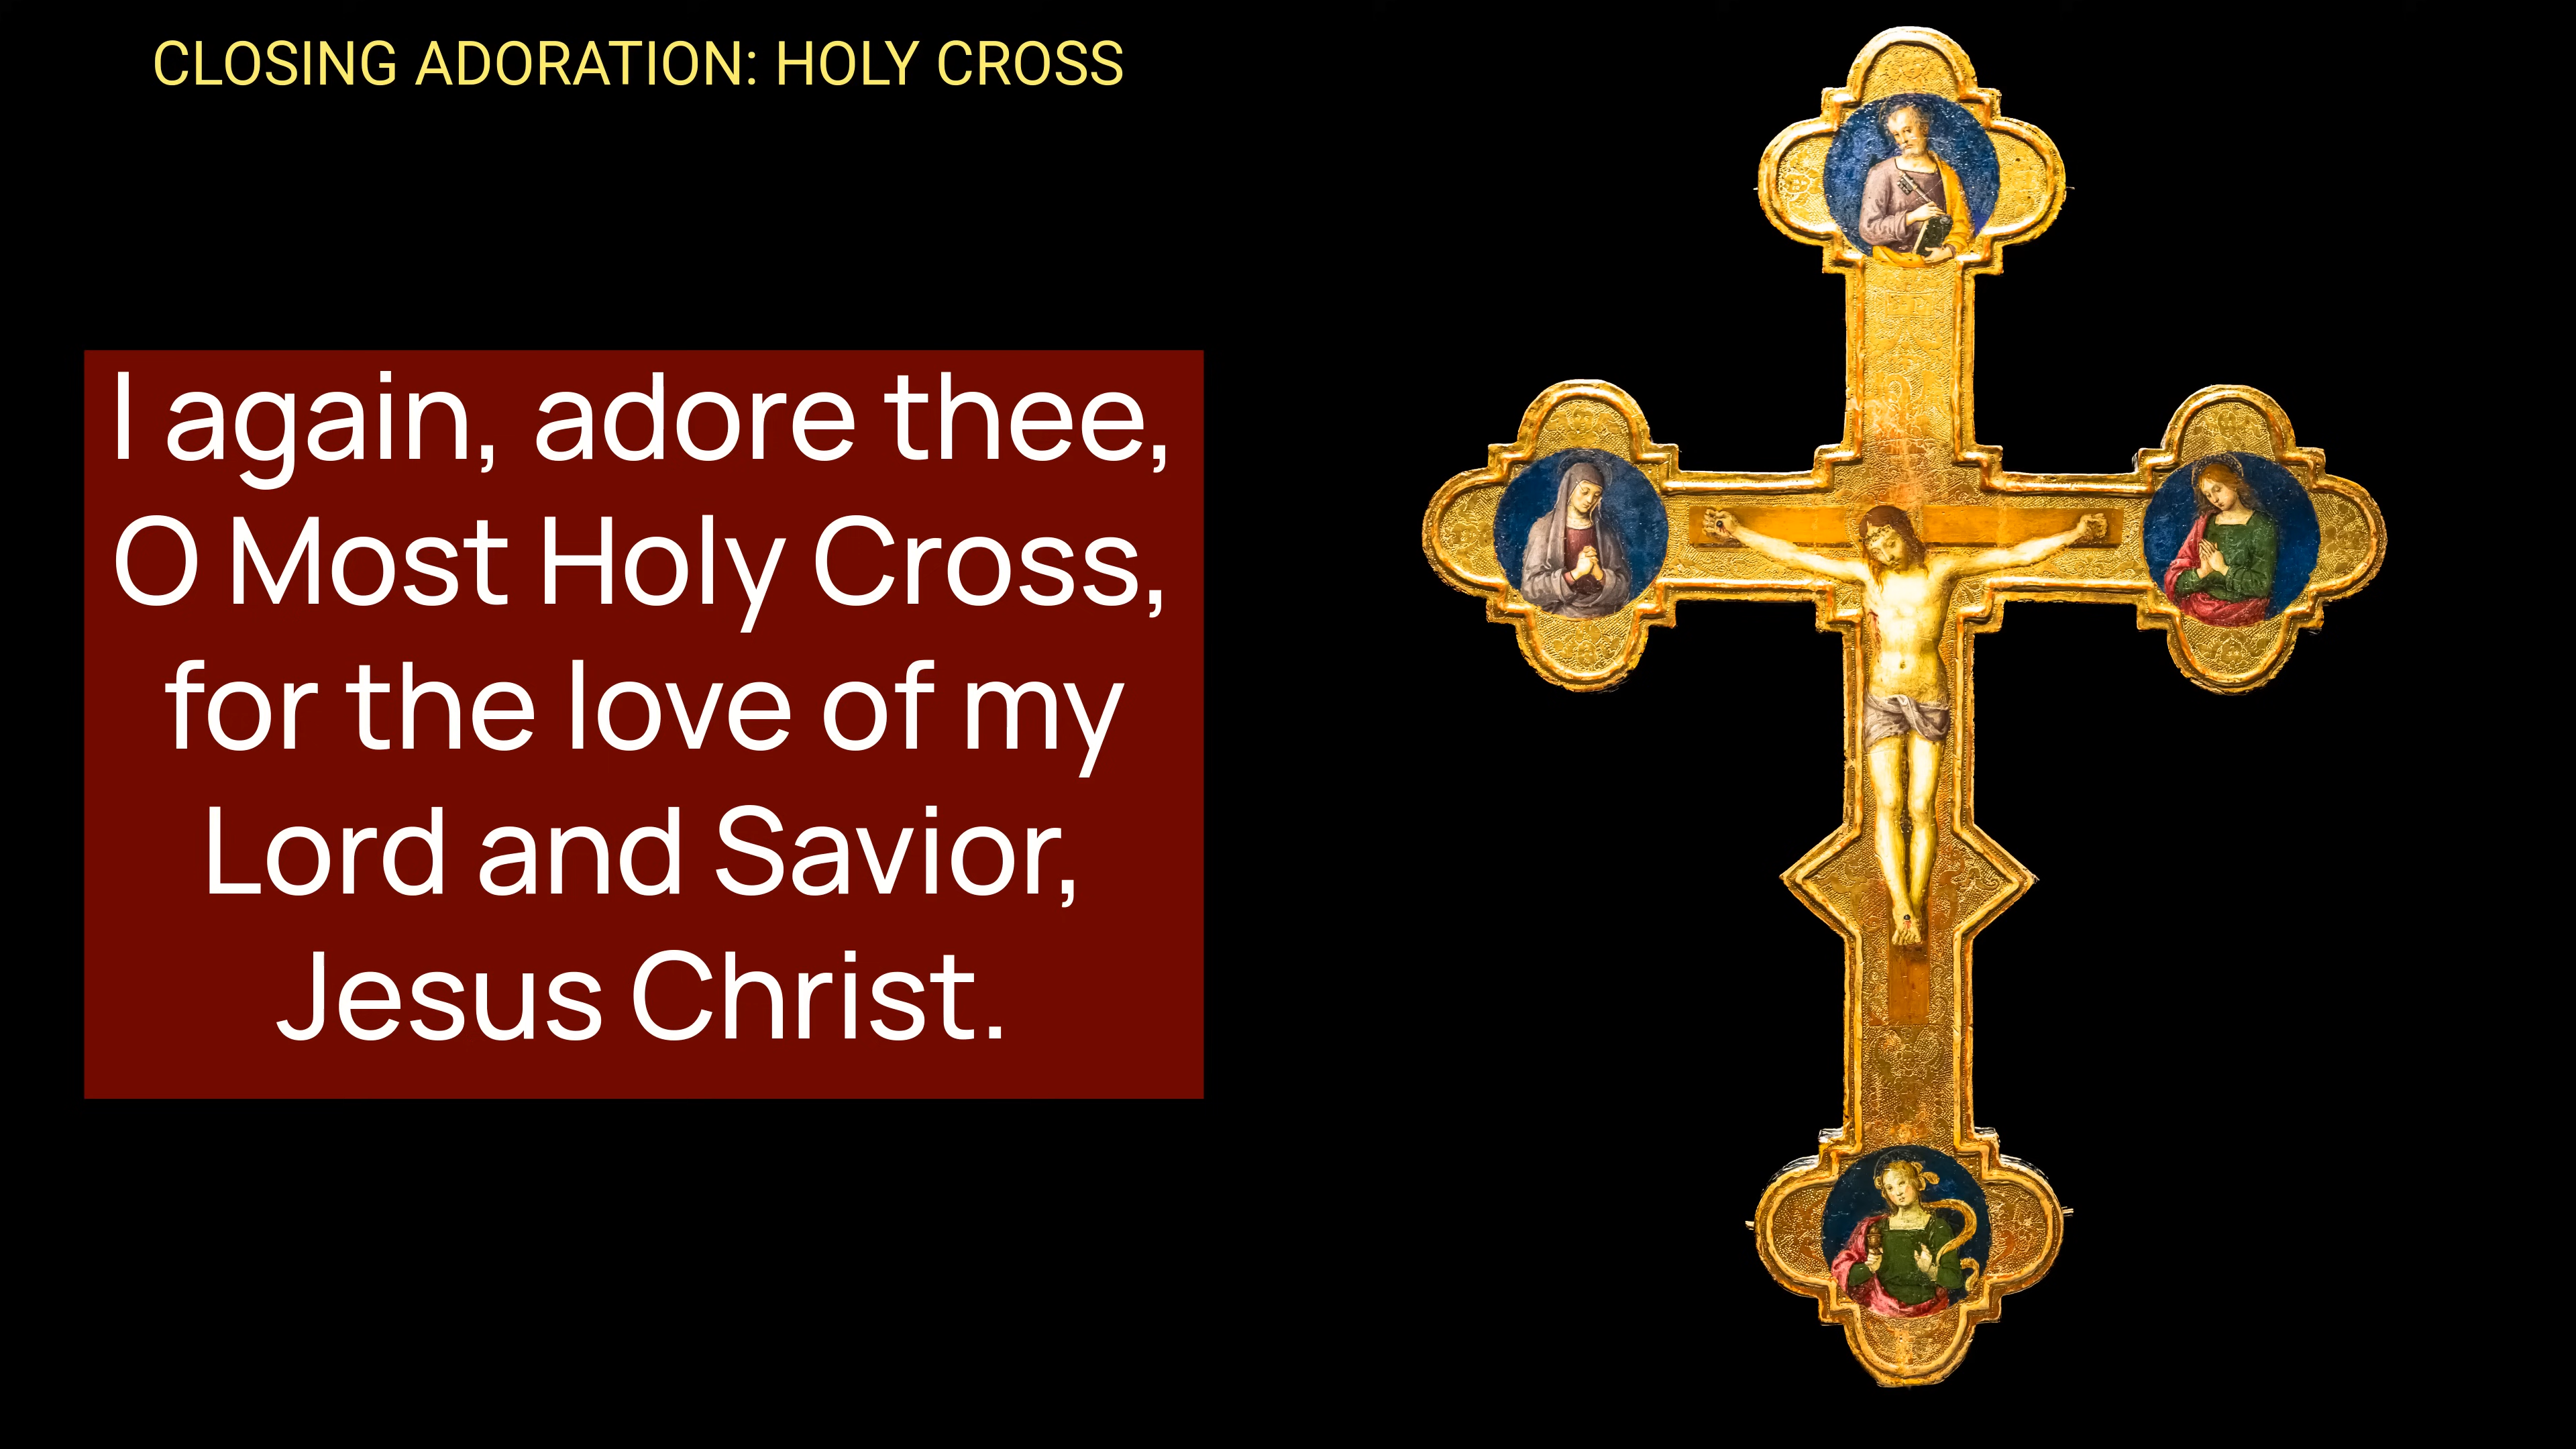 CLOSING ADORATION: HOLY CROSS
I again, adore thee,
O Most Holy Cross,
for the love of my
Lord and Savior,
Jesus Christ.